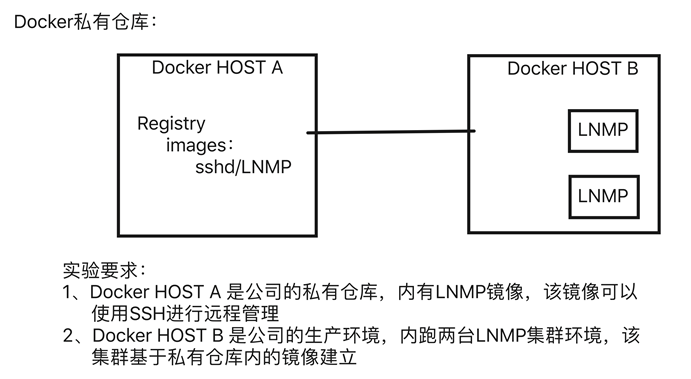 Docker私有仓库：
Docker HOST A
Registry
images：
sshd/LNMP
Docker HOST B
LNMP
LNMP
实验要求：
1、Docker HOST A 是公司的私有仓库，内有LNMP镜像，该镜像可以
使用SSH进行远程管理
2、Docker HOST B 是公司的生产环境，内跑两台LNMP集群环境，该
集群基于私有仓库内的镜像建立